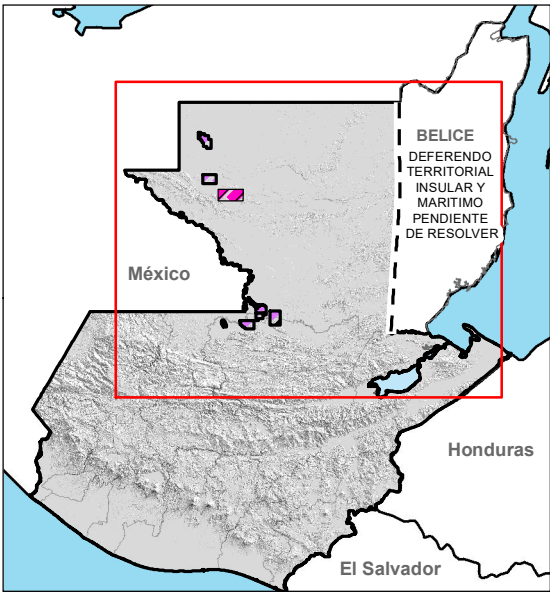 BELICE
DEFERENDO
TERRITORIAL
INSULAR Y
MARITIMO
PENDIENTE
DE RESOLVER
México
Honduras
El Salvador